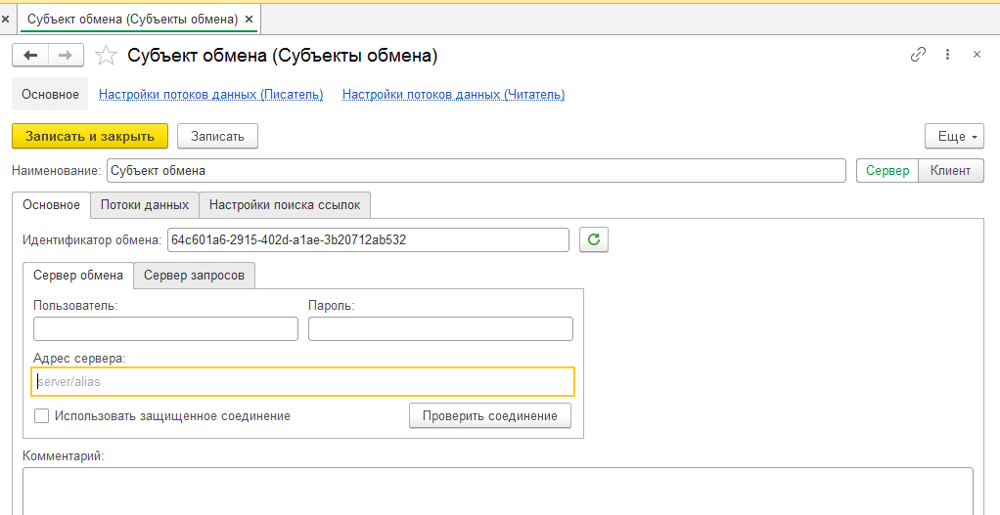 Субъект обмена (Субъекты обмена)
Субъект обмена (Субъекты обмена)
Основное Настройки потоков данных (Писатель) Настройки потоков данных (Читатель)
Записать и закрыть Записать Еще
Наименование: Субъект обмена Сервер Клиент
Основное Потоки данных Настройки поиска ссылок
Идентификатор обмена: 64c601a6-2915-402d-a1ae-3b20712ab532
Сервер обмена Сервер запросов
Пользователь: Пароль:
Адрес сервера:
server/alias
Использовать защищенное соединение Проверить соединение
Комментарий: